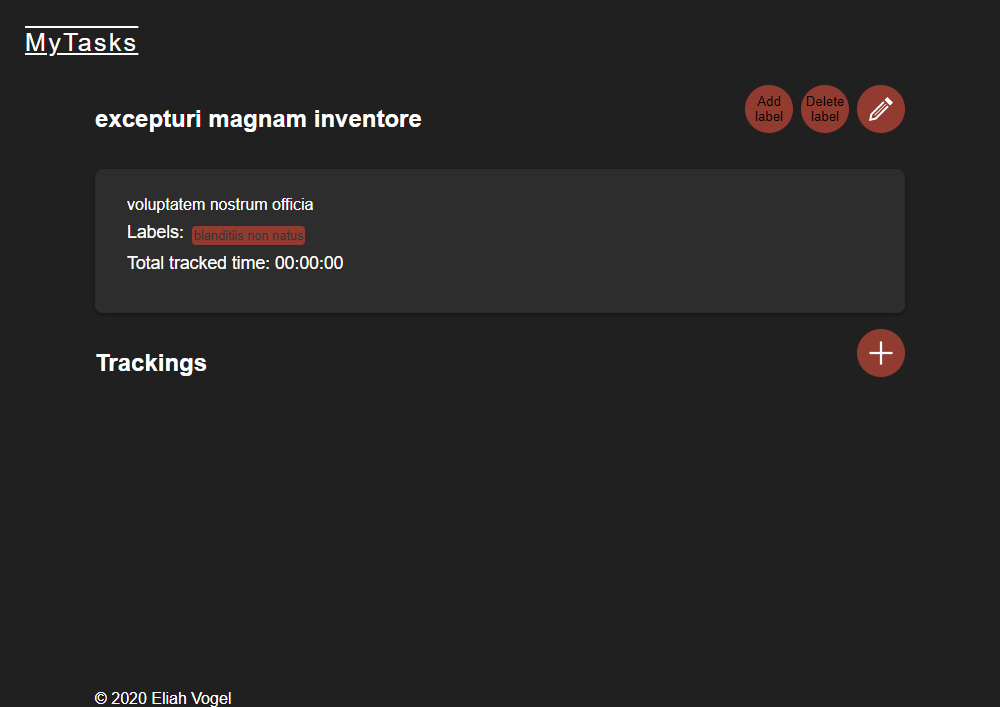 MyTasks
excepturi magnam inventore
Add
label
Delete
label
voluptatem nostrum officia
Labels: blanditiis non natus
Total tracked time: 00:00:00
Trackings
© 2020 Eliah Vogel